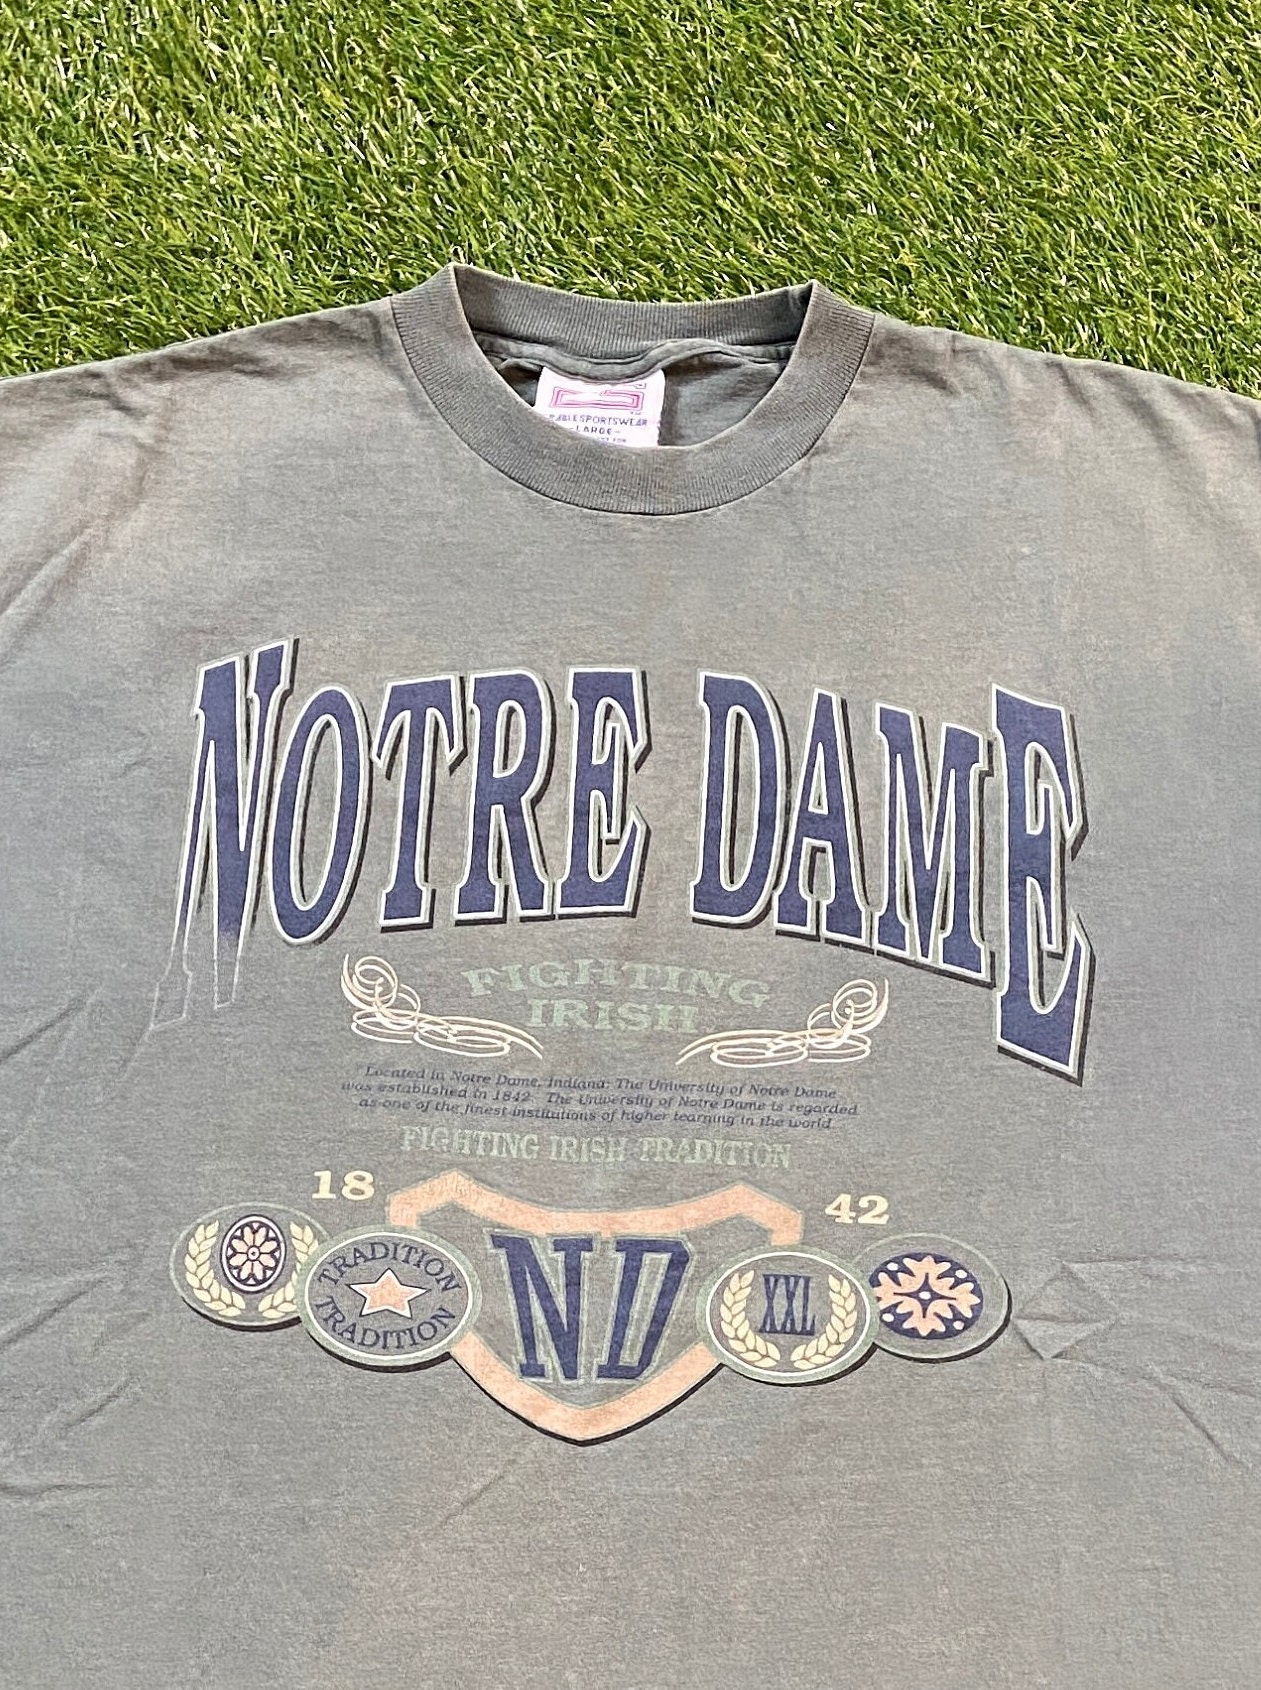 LARGE
NOTRE DAME
FIGHTING
IRISH
Located in Notre Dame, Indiana: The University of Notre Dame
was established in 1842. The University of Notre Dame is regarded
as one of the finest institutions of higher learning in the world
FIGHTING IRISH TRADITION
18 42
TRADITION
TRADITION
ND
XXL